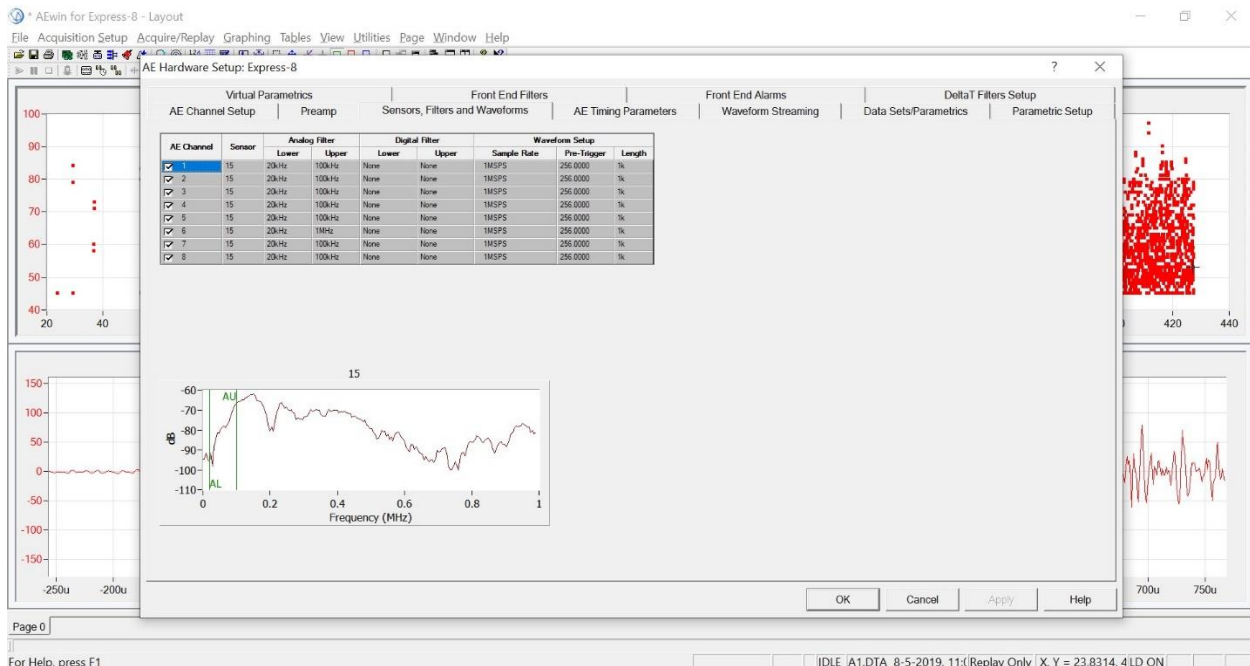 * AEwin for Express-8 - Layout
File Acquisition Setup Acquire/Replay Graphing Tables View Utilities Page Window Help
AE Hardware Setup: Express-8
Virtual Parametrics Front End Filters Front End Alarms DeltaT Filters Setup
AE Channel Setup Preamp Sensors, Filters and Waveforms AE Timing Parameters Waveform Streaming Data Sets/Parametrics Parametric Setup
AE Channel Sensor Analog Filter Digital Filter Waveform Setup
Lower Upper Lower Upper Sample Rate Pre-Trigger Length
1 15 20kHz 100kHz None None 1MSPS 256.0000 1k
2 15 20kHz 100kHz None None 1MSPS 256.0000 1k
3 15 20kHz 100kHz None None 1MSPS 256.0000 1k
4 15 20kHz 100kHz None None 1MSPS 256.0000 1k
5 15 20kHz 100kHz None None 1MSPS 256.0000 1k
6 15 20kHz 1MHz None None 1MSPS 256.0000 1k
7 15 20kHz 100kHz None None 1MSPS 256.0000 1k
8 15 20kHz 100kHz None None 1MSPS 256.0000 1k
100
90
80
70
60
50
40
20 40
420 440
15
-60
-70
-80
-90
-100
-110
dB
AU
AL
0 0.2 0.4 0.6 0.8 1
Frequency (MHz)
150
100
50
0
-50
-100
-150
-250u -200u
700u 750u
OK Cancel Apply Help
Page 0
For Help, press F1
IDLE A1.DTA 8-5-2019, 11:( Replay Only X, Y = 23.8314, 4 LD ON